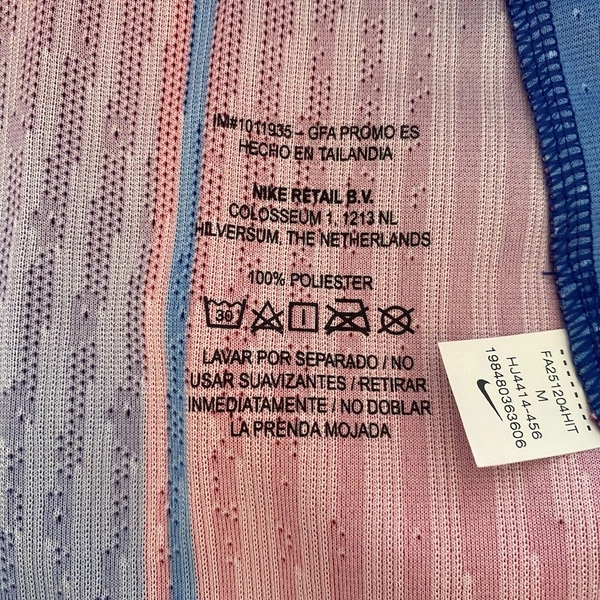 IM#1011935 – GFA PROMO ES
HECHO EN TAILANDIA
NIKE RETAIL B.V.
COLOSSEUM 1, 1213 NL
HILVERSUM, THE NETHERLANDS
100% POLIESTER
30
LAVAR POR SEPARADO / NO
USAR SUAVIZANTES / RETIRAR
INMEDIATAMENTE / NO DOBLAR
LA PRENDA MOJADA
FA251204HIT
M
HJ4414-456
198480363606